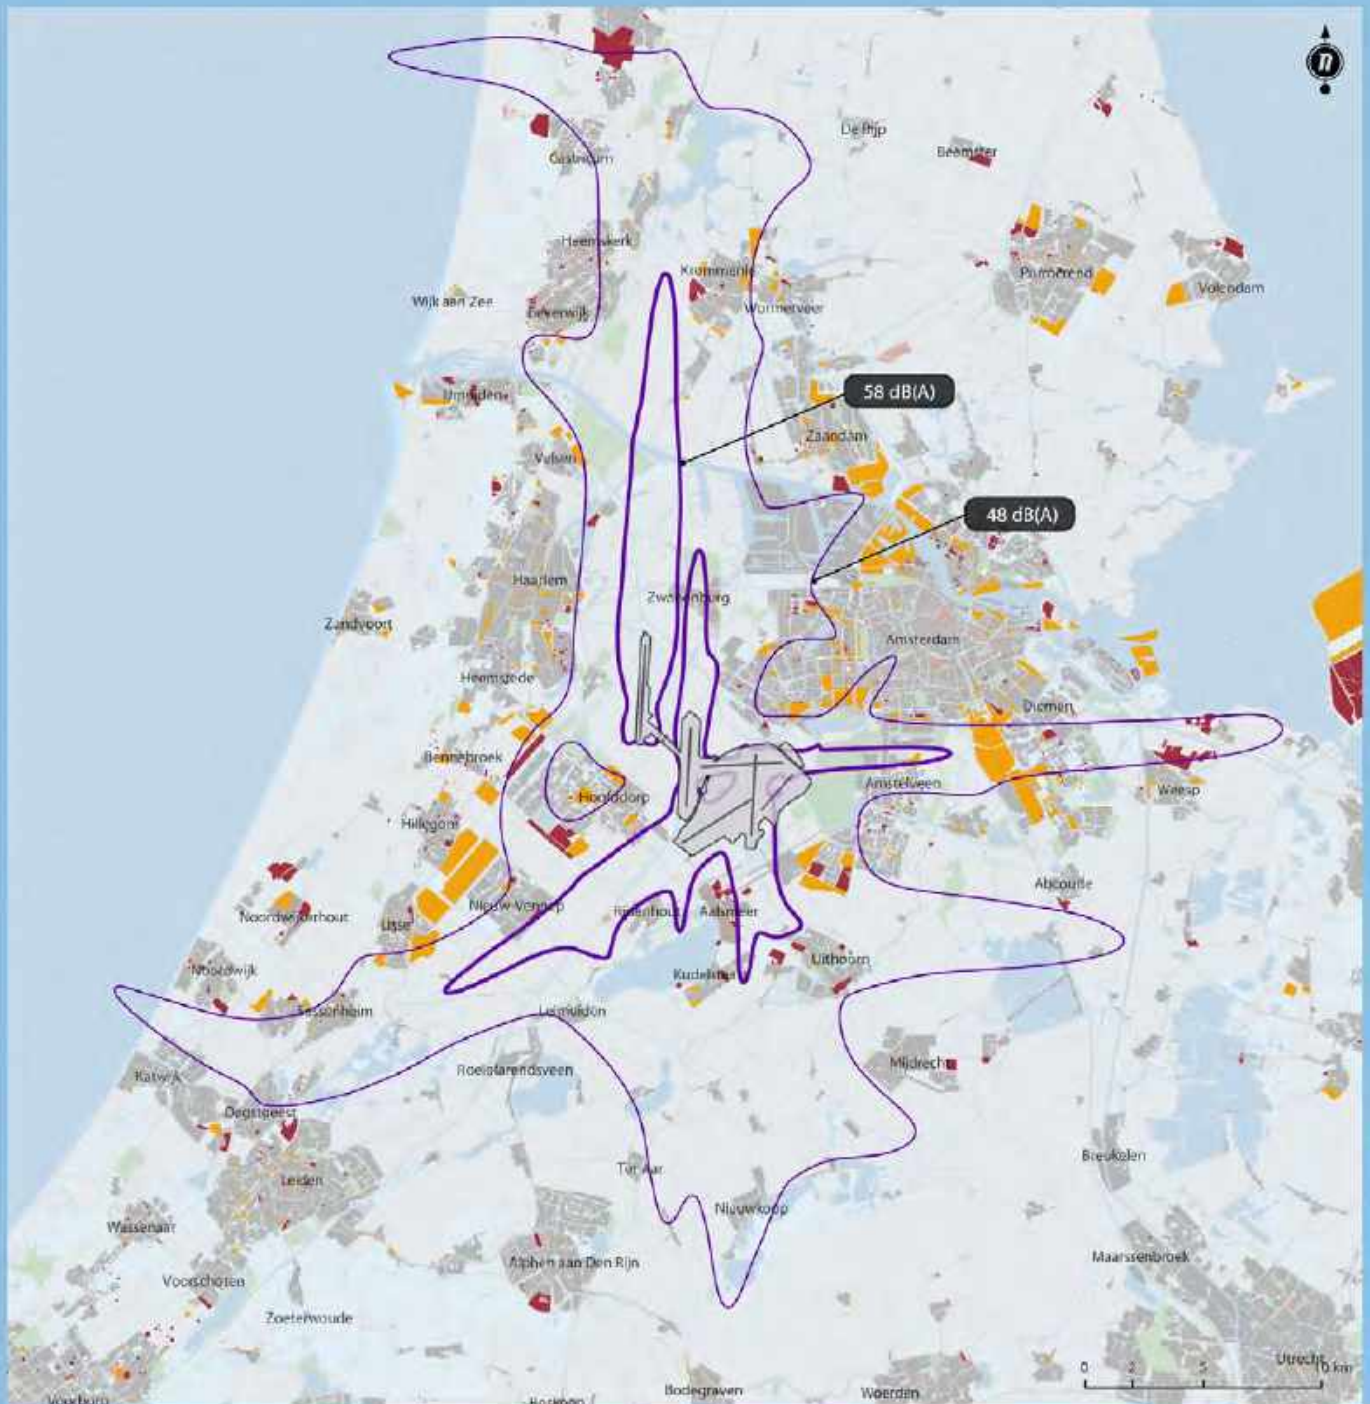 n
De Rijp
Beemster
Castricum
Heemskerk
Krommenie
Purmerend
Volendam
Wijk aan Zee
Beverwijk
Wormerveer
58 dB(A)
IJmuiden
Zaandam
Velsen
48 dB(A)
Haarlem
Zwanenburg
Zandvoort
Amsterdam
Heemstede
Diemen
Bennebroek
Amstelveen
Weesp
Hoofddorp
Hillegom
Abcoude
Nieuw-Vennep
Noordwijkerhout
Lisse
Rijsenhout
Aalsmeer
Uithoorn
Noordwijk
Kudelstaart
Sassenheim
Leimuiden
Mijdrecht
Katwijk
Roelofarendsveen
Oegstgeest
Breukelen
Ter Aar
Leiden
Nieuwkoop
Wassenaar
Maarssenbroek
Alphen aan Den Rijn
Voorschoten
Zoeterwoude
Utrecht
0 2 5 10 km
Bodegraven
Woerden
Voorburg
Boskoop